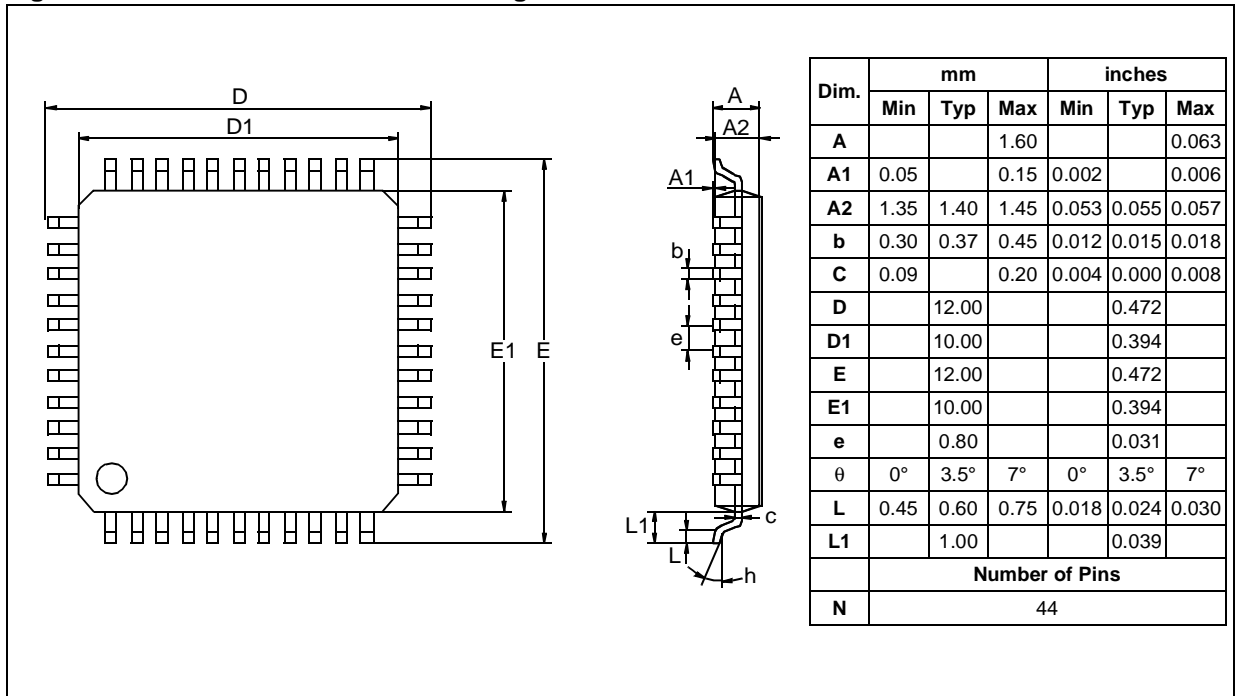 D
D1
E1 E
A
A2
A1
b
e
L1
c
L
h
Dim. mm inches
Min Typ Max Min Typ Max
A 1.60 0.063
A1 0.05 0.15 0.002 0.006
A2 1.35 1.40 1.45 0.053 0.055 0.057
b 0.30 0.37 0.45 0.012 0.015 0.018
C 0.09 0.20 0.004 0.000 0.008
D 12.00 0.472
D1 10.00 0.394
E 12.00 0.472
E1 10.00 0.394
e 0.80 0.031
θ 0° 3.5° 7° 0° 3.5° 7°
L 0.45 0.60 0.75 0.018 0.024 0.030
L1 1.00 0.039
Number of Pins
N 44